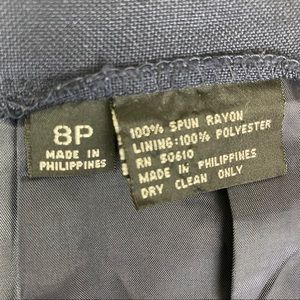 8P
MADE IN
PHILIPPINES
100% SPUN RAYON
LINING:100% POLYESTER
RN 50610
MADE IN PHILIPPINES
DRY CLEAN ONLY